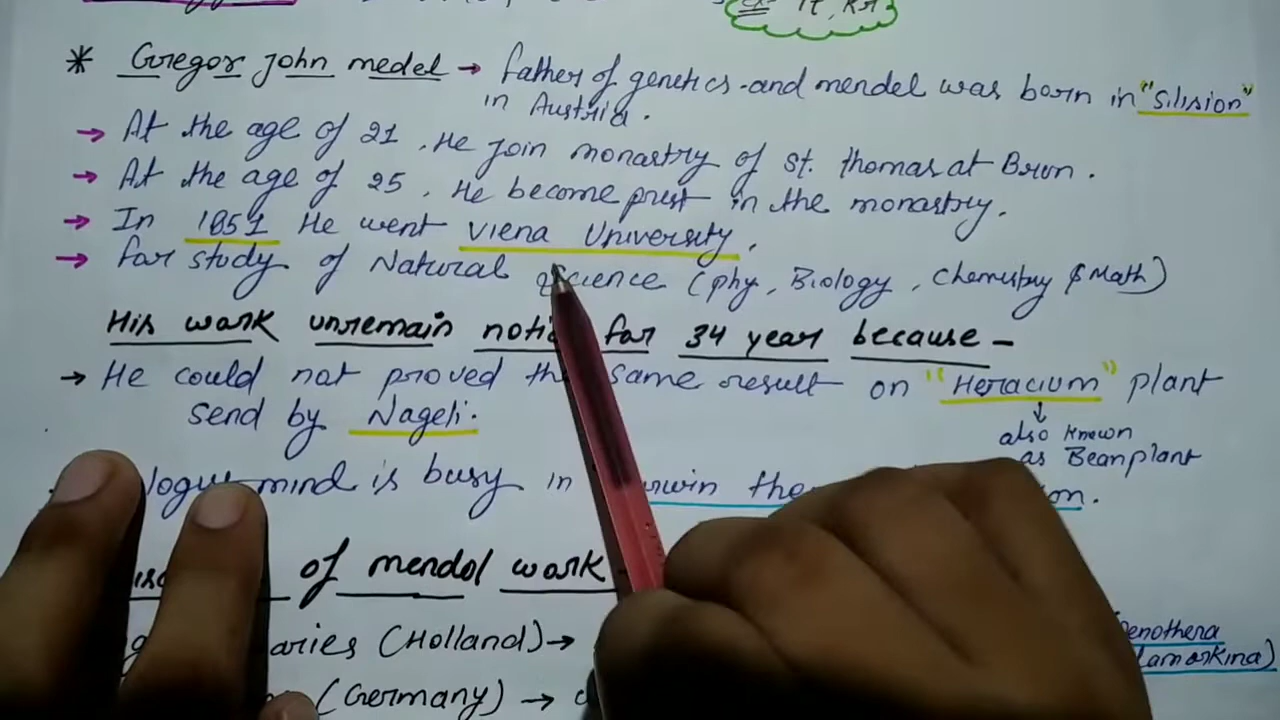 * Gregor john medel → father of genetics and mendel was born in "silision"
in Austria.
→ At the age of 21, He join monastry of st. thomas at Brun.
→ At the age of 25, He become prist in the monastry.
→ In 1851 He went Viena University.
→ for study of Natural science (phy, Biology, Chemistry & Math)
His work unremain notice for 34 year because -
→ He could not proved the same result on "Heracium" plant
send by Nageli.
also known
as Beanplant
mind is busy in
of mendel work
(Holland) →
(Germany) →